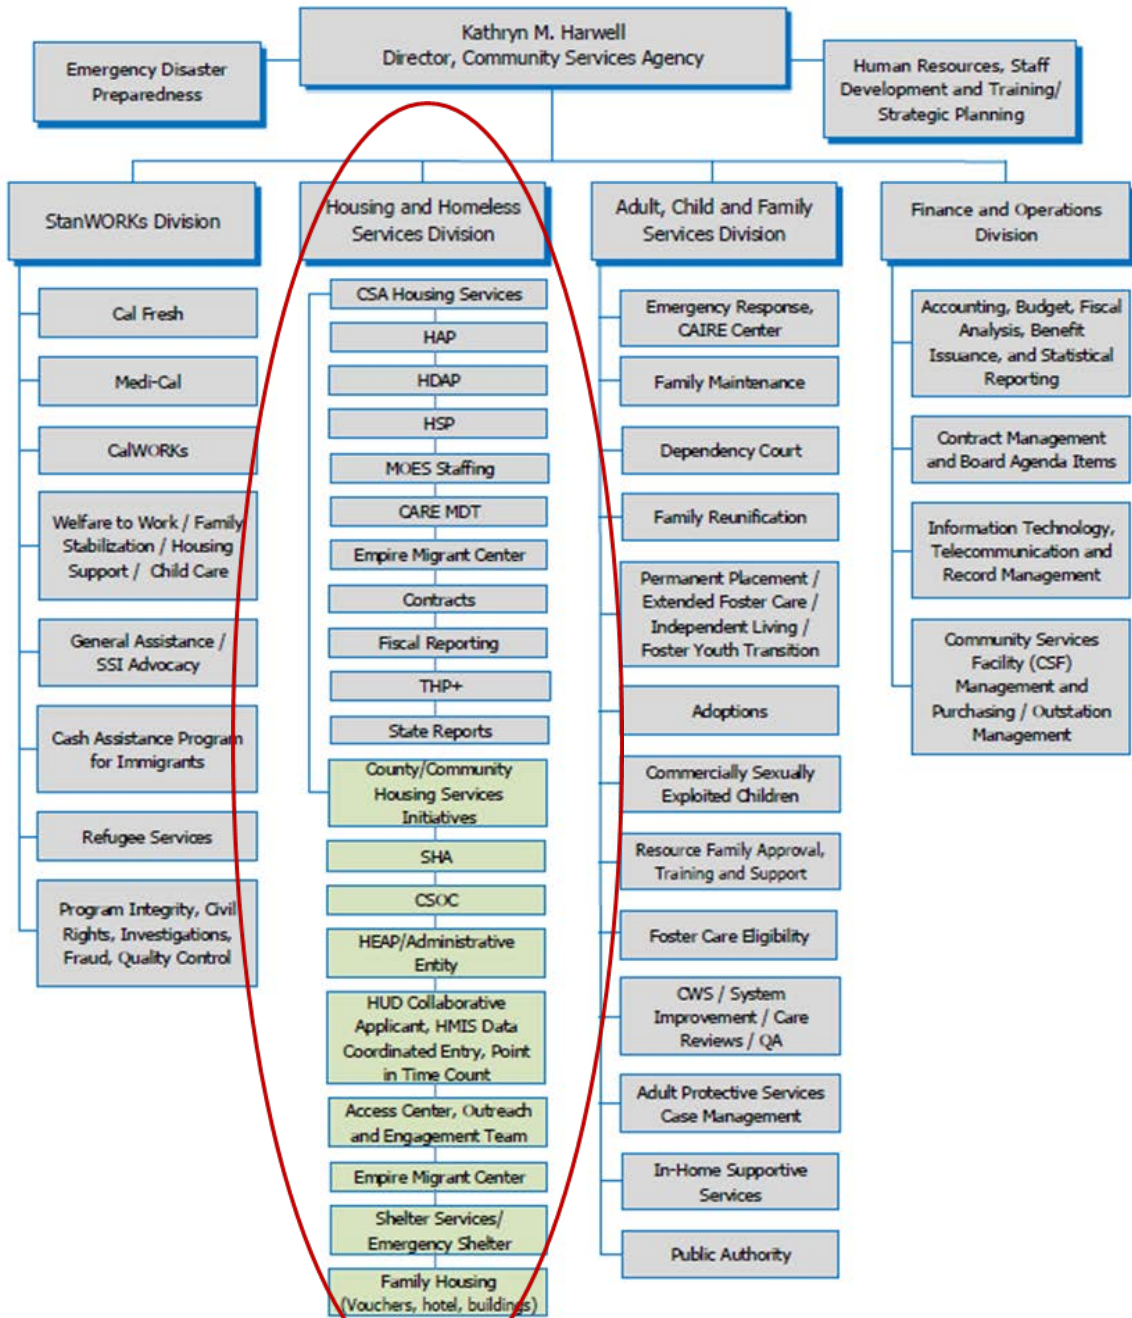 Kathryn M. Harwell
Director, Community Services Agency
Emergency Disaster
Preparedness
Human Resources, Staff
Development and Training/
Strategic Planning
StanWORKs Division
Cal Fresh
Medi-Cal
CalWORKs
Welfare to Work / Family
Stabilization / Housing
Support / Child Care
General Assistance /
SSI Advocacy
Cash Assistance Program
for Immigrants
Refugee Services
Program Integrity, Civil
Rights, Investigations,
Fraud, Quality Control
Housing and Homeless
Services Division
CSA Housing Services
HAP
HDAP
HSP
MOES Staffing
CARE MDT
Empire Migrant Center
Contracts
Fiscal Reporting
THP+
State Reports
County/Community
Housing Services
Initiatives
SHA
CSOC
HEAP/Administrative
Entity
HUD Collaborative
Applicant, HMIS Data
Coordinated Entry, Point
in Time Count
Access Center, Outreach
and Engagement Team
Empire Migrant Center
Shelter Services/
Emergency Shelter
Family Housing
(Vouchers, hotel, buildings)
Adult, Child and Family
Services Division
Emergency Response,
CAIRE Center
Family Maintenance
Dependency Court
Family Reunification
Permanent Placement /
Extended Foster Care /
Independent Living /
Foster Youth Transition
Adoptions
Commercially Sexually
Exploited Children
Resource Family Approval,
Training and Support
Foster Care Eligibility
CWS / System
Improvement / Care
Reviews / QA
Adult Protective Services
Case Management
In-Home Supportive
Services
Public Authority
Finance and Operations
Division
Accounting, Budget, Fiscal
Analysis, Benefit
Issuance, and Statistical
Reporting
Contract Management
and Board Agenda Items
Information Technology,
Telecommunication and
Record Management
Community Services
Facility (CSF)
Management and
Purchasing / Outstation
Management